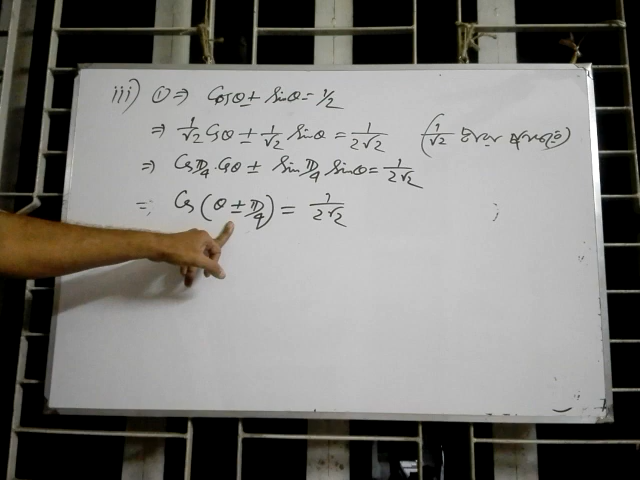 iii) ① ⇒ Cosθ ± Sinθ = 1/2
⇒ 1/√2 Cosθ ± 1/√2 Sinθ = 1/2√2 (1/√2
⇒ Cos π/4 . Cosθ ± Sin π/4 Sinθ = 1/2√2
⇒ Cos (θ ± π/4) = 1/2√2 ;